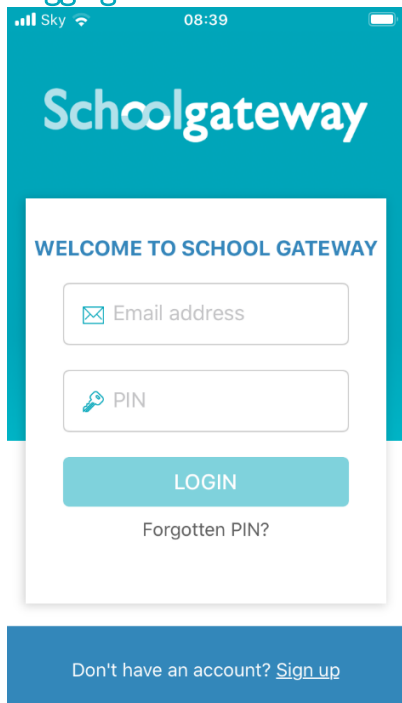 Sky 08:39
Schoolgateway
WELCOME TO SCHOOL GATEWAY
Email address
PIN
LOGIN
Forgotten PIN?
Don't have an account? Sign up